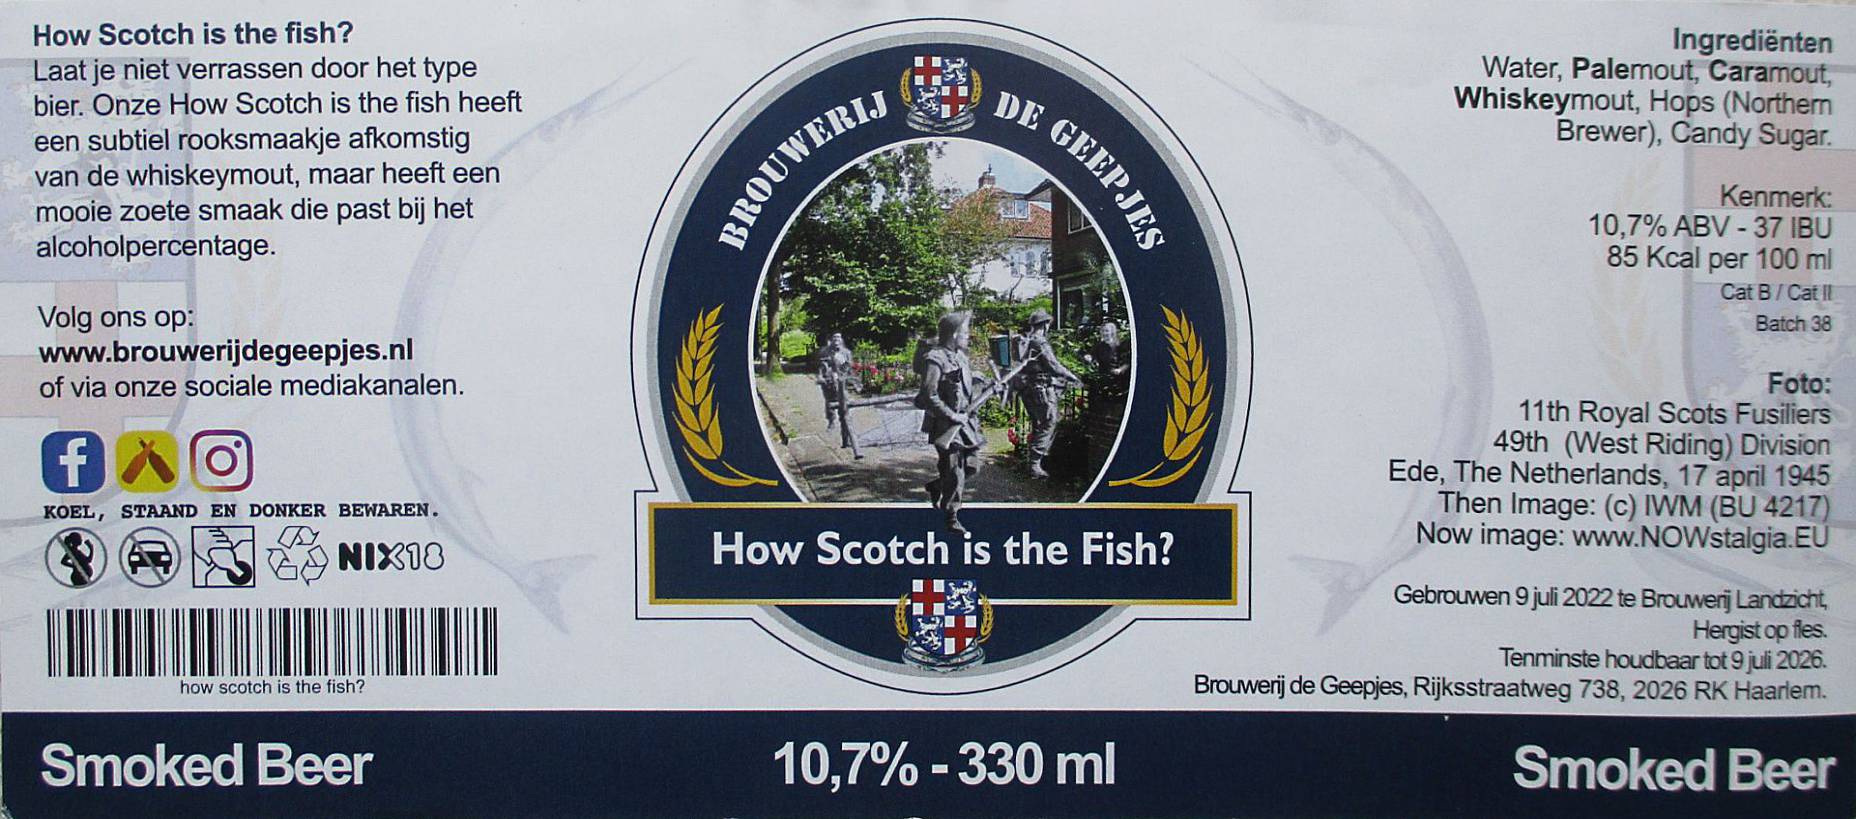 How Scotch is the fish?
Laat je niet verrassen door het type
bier. Onze How Scotch is the fish heeft
een subtiel rooksmaakje afkomstig
van de whiskeymout, maar heeft een
mooie zoete smaak die past bij het
alcoholpercentage.
Volg ons op:
www.brouwerijdegeepjes.nl
of via onze sociale mediakanalen.
KOEL, STAAND EN DONKER BEWAREN.
NIX18
how scotch is the fish?
BROUWERIJ DE GEEPJES
How Scotch is the Fish?
Ingrediënten
Water, Palemout, Caramout,
Whiskeymout, Hops (Northern
Brewer), Candy Sugar.
Kenmerk:
10,7% ABV - 37 IBU
85 Kcal per 100 ml
Cat B / Cat II
Batch 38
Foto:
11th Royal Scots Fusiliers
49th (West Riding) Division
Ede, The Netherlands, 17 april 1945
Then Image: (c) IWM (BU 4217)
Now image: www.NOWstalgia.EU
Gebrouwen 9 juli 2022 te Brouwerij Landzicht,
Hergist op fles.
Tenminste houdbaar tot 9 juli 2026.
Brouwerij de Geepjes, Rijksstraatweg 738, 2026 RK Haarlem.
Smoked Beer
10,7% - 330 ml
Smoked Beer